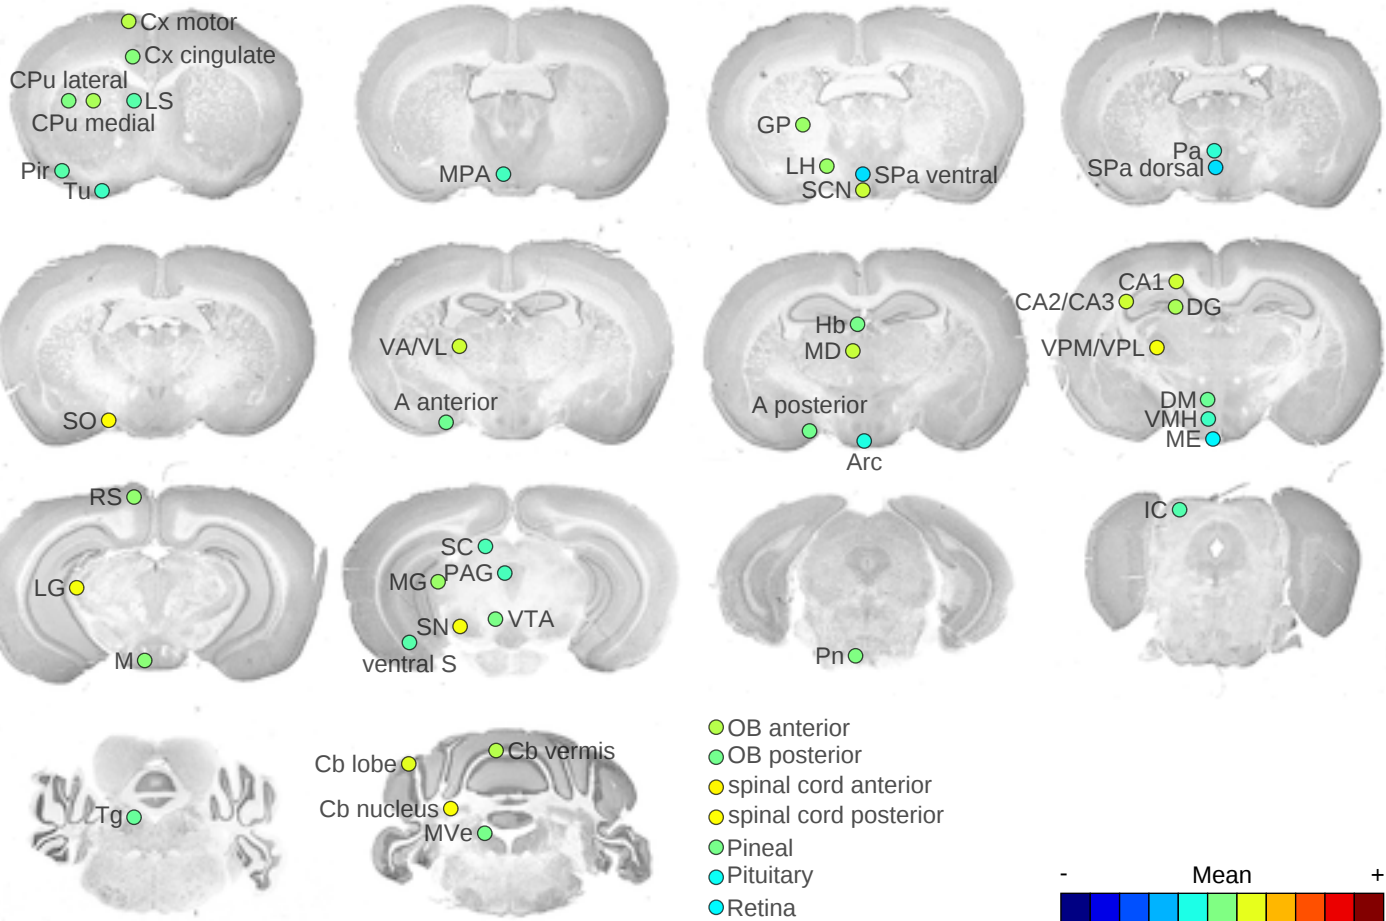 Cx motor
Cx cingulate
CPu lateral
LS
CPu medial
Pir
Tu
MPA
GP
LH
SPa ventral
SCN
Pa
SPa dorsal
SO
VA/VL
A anterior
Hb
MD
A posterior
Arc
CA1
CA2/CA3
DG
VPM/VPL
DM
VMH
ME
RS
LG
M
SC
PAG
MG
VTA
SN
ventral S
Pn
IC
Tg
Cb vermis
Cb lobe
Cb nucleus
MVe
OB anterior
OB posterior
spinal cord anterior
spinal cord posterior
Pineal
Pituitary
Retina
- Mean +